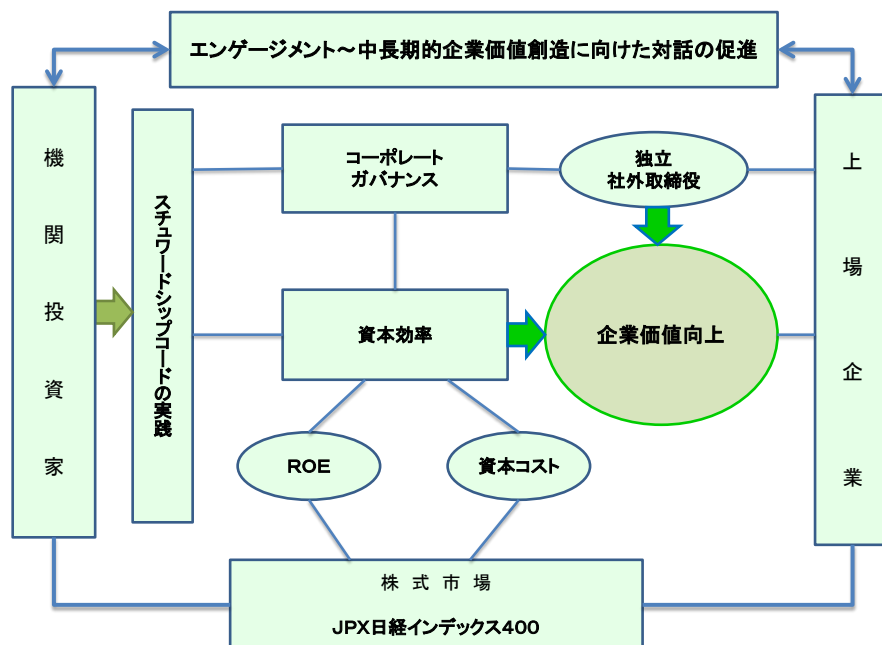 エンゲージメント～中長期的企業価値創造に向けた対話の促進
機関投資家
スチュワードシップコードの実践
コーポレート
ガバナンス
独立
社外取締役
上場企業
資本効率
企業価値向上
ROE
資本コスト
株式市場
JPX日経インデックス400